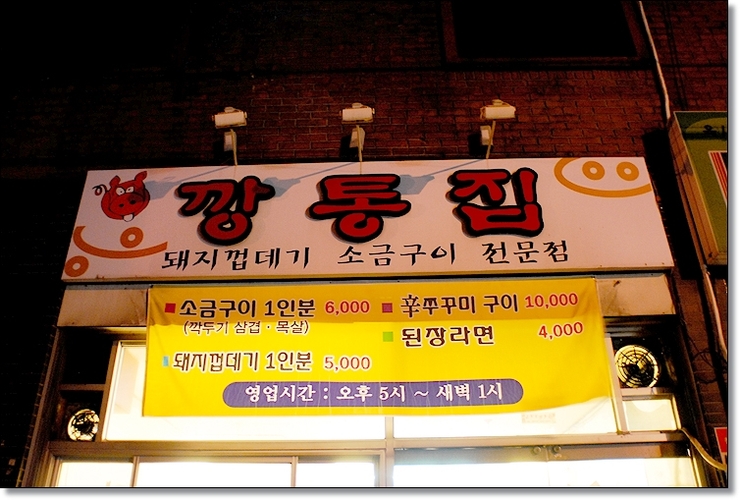 깡통집
돼지껍데기 소금구이 전문점
소금구이 1인분 6,000
(깍두기 삼겹·목살)
돼지껍데기 1인분 5,000
辛쭈꾸미 구이 10,000
된장라면 4,000
영업시간 : 오후 5시 ~ 새벽 1시